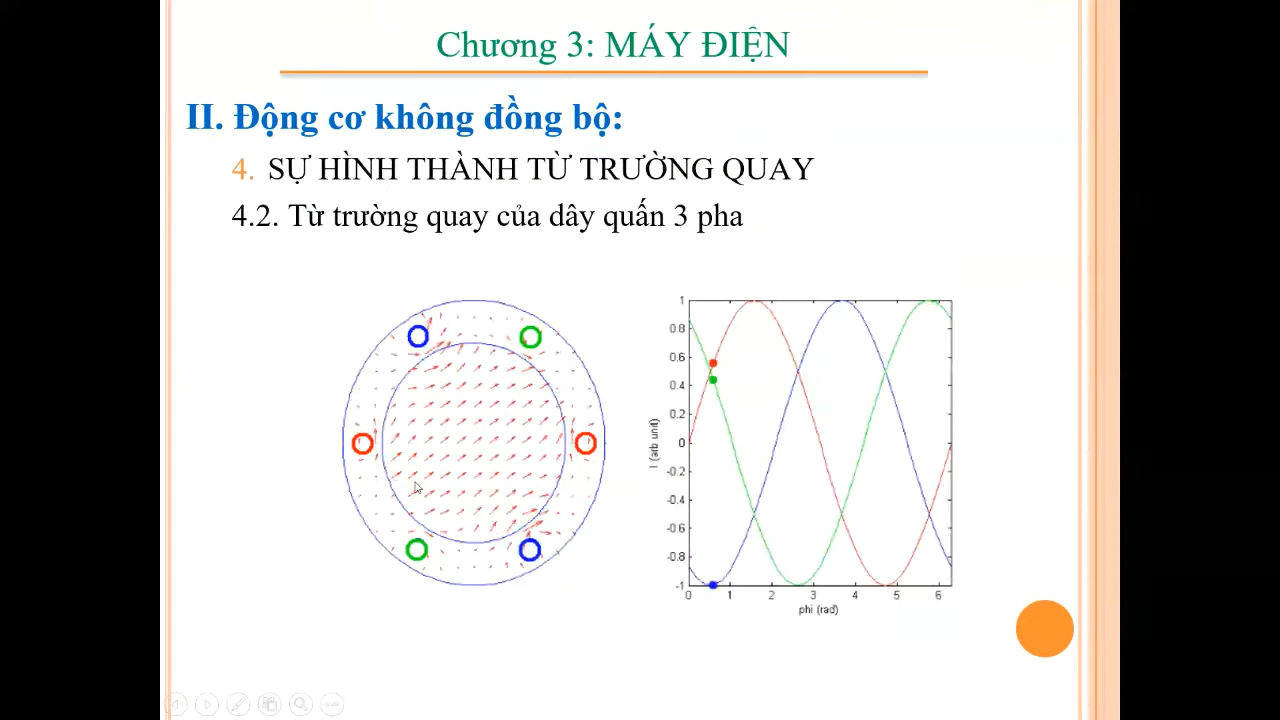 Chương 3: MÁY ĐIỆN
II. Động cơ không đồng bộ:
4. SỰ HÌNH THÀNH TỪ TRƯỜNG QUAY
4.2. Từ trường quay của dây quấn 3 pha
1
0.8
0.6
0.4
0.2
0
-0.2
-0.4
-0.6
-0.8
-1
I (arb unit)
0 1 2 3 4 5 6
phi (rad)